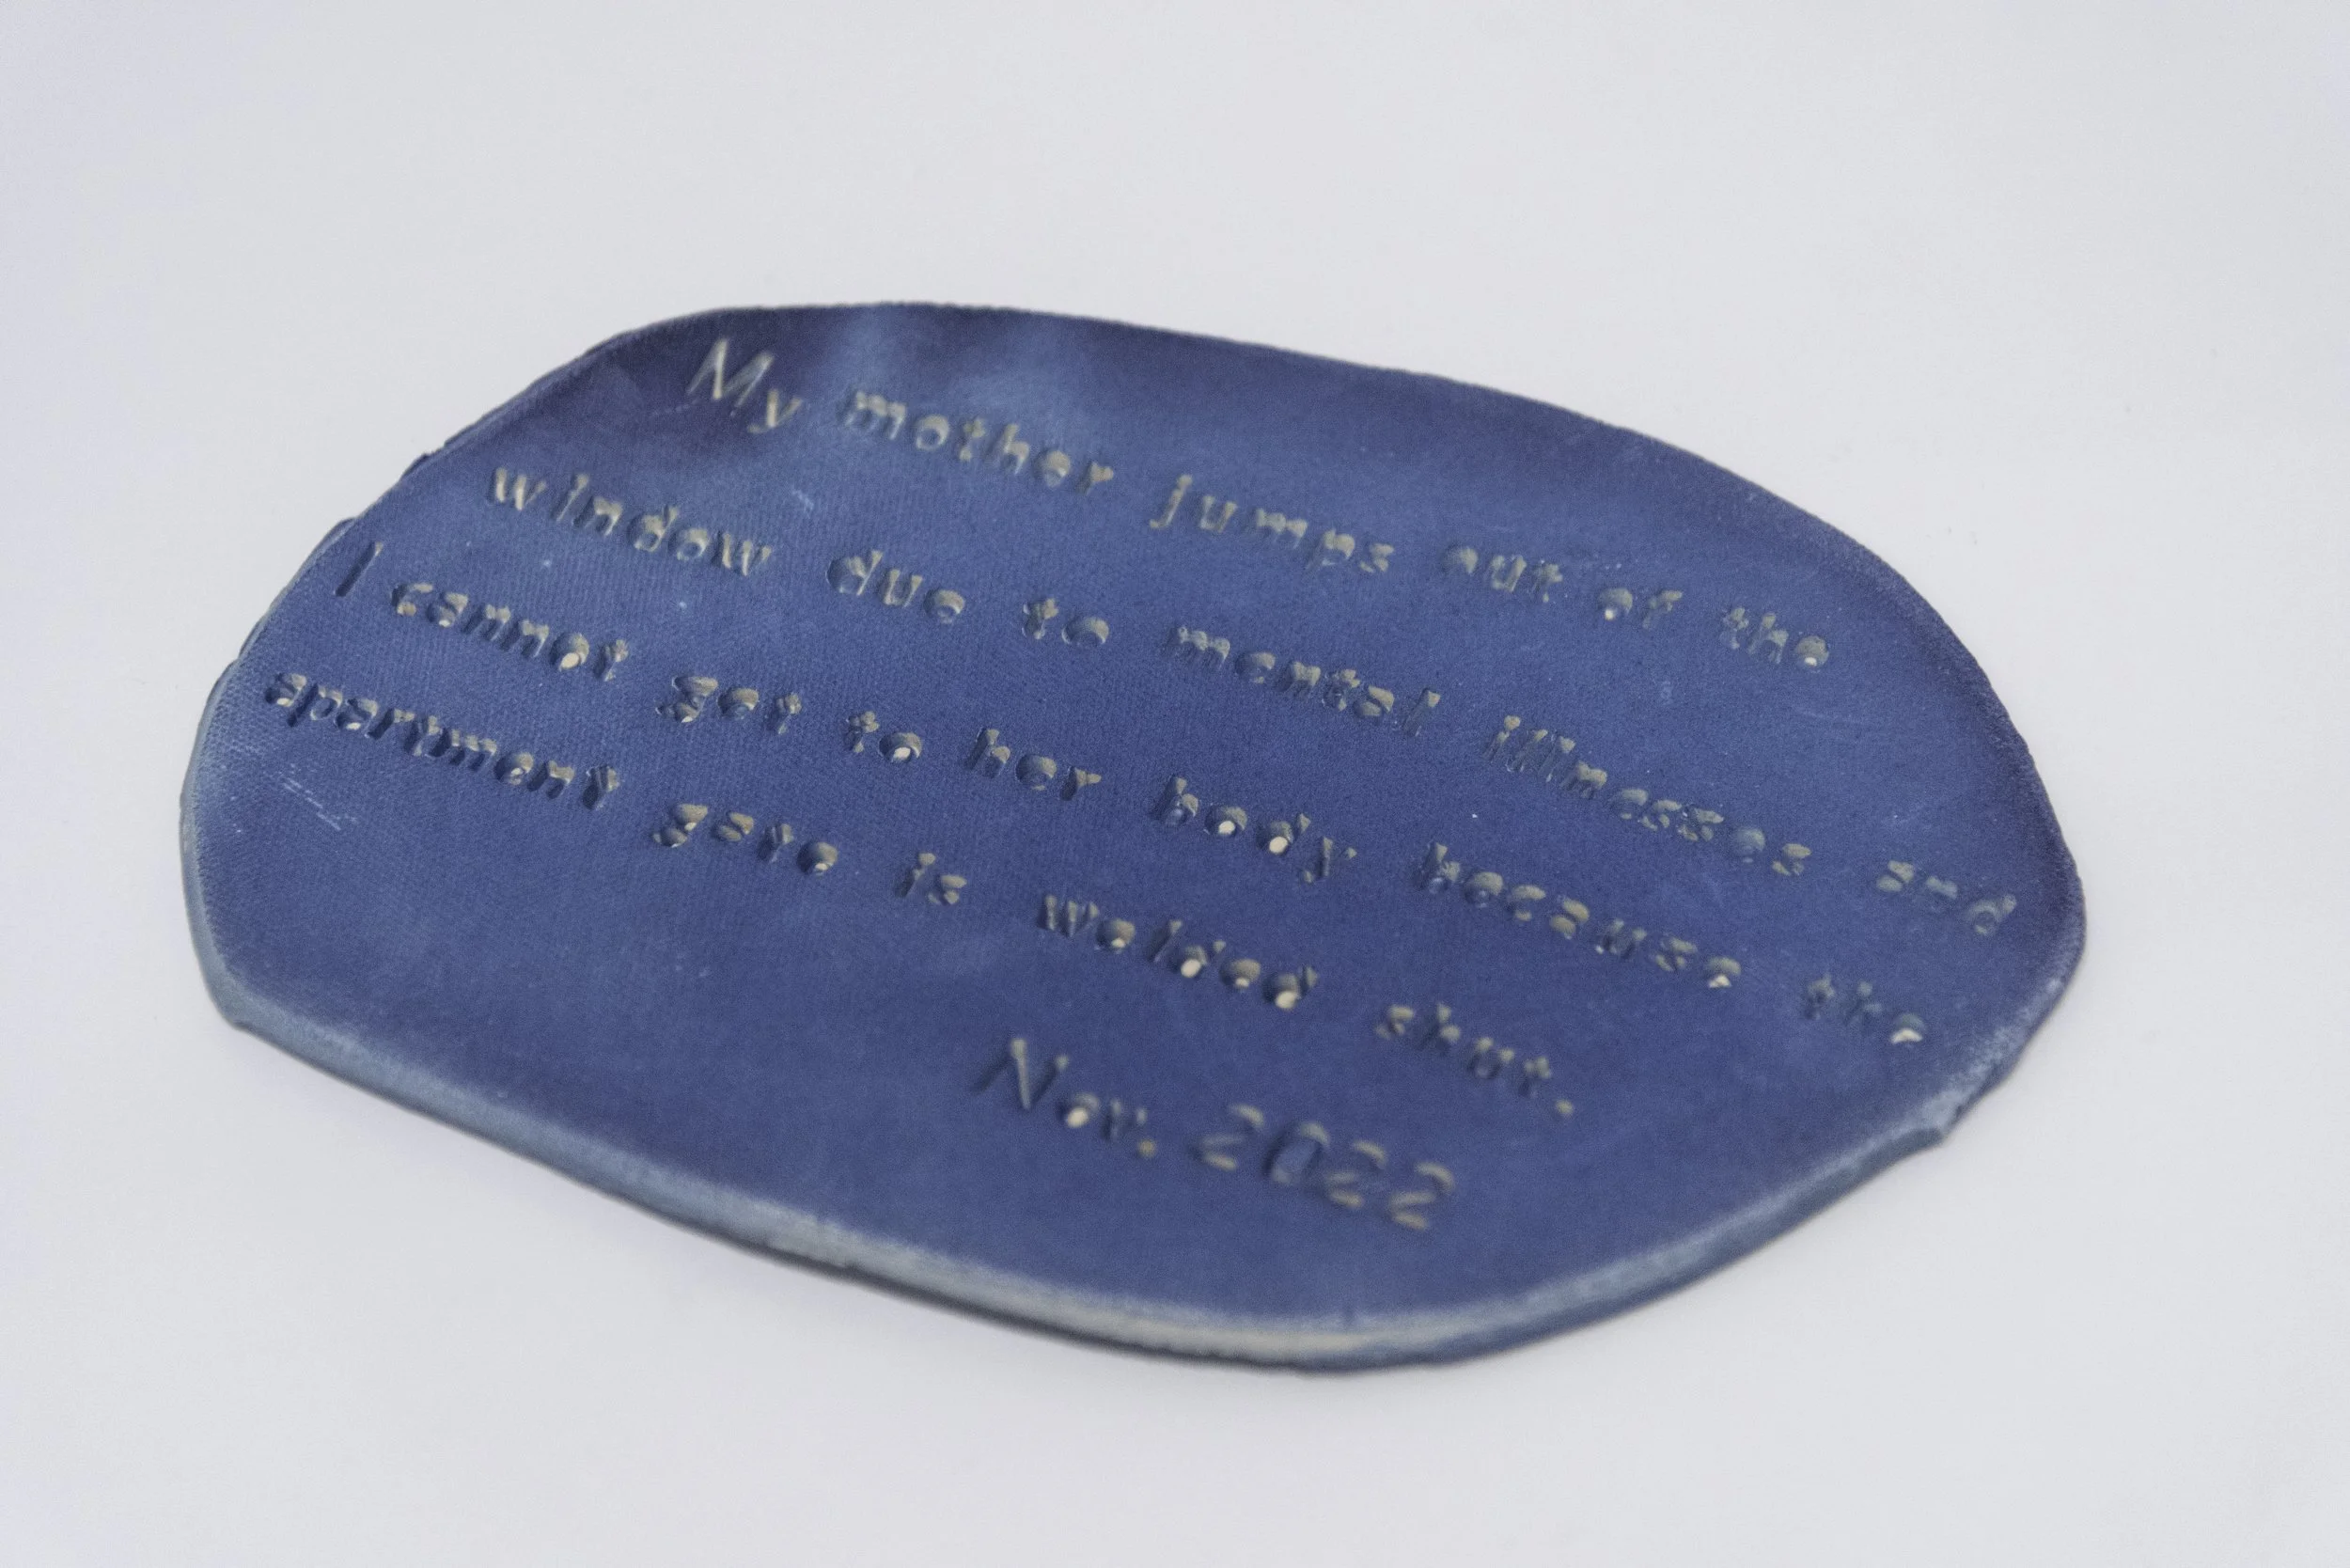 My mother jumps out of the
window due to mental illnesses and
I cannot get to her body because the
apartment gate is welded shut.
Nov. 2022